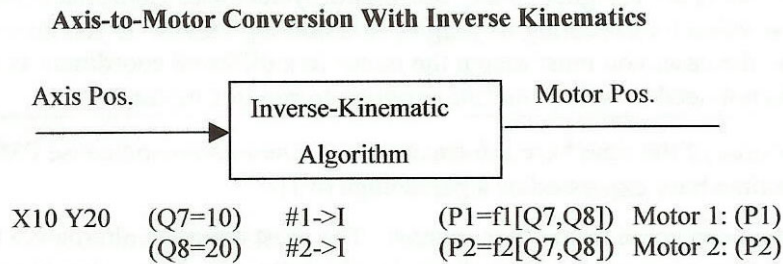 Axis-to-Motor Conversion With Inverse Kinematics
Axis Pos.
Inverse-Kinematic
Algorithm
Motor Pos.
X10 Y20 (Q7=10) #1->I (P1=f1[Q7,Q8]) Motor 1: (P1)
(Q8=20) #2->I (P2=f2[Q7,Q8]) Motor 2: (P2)